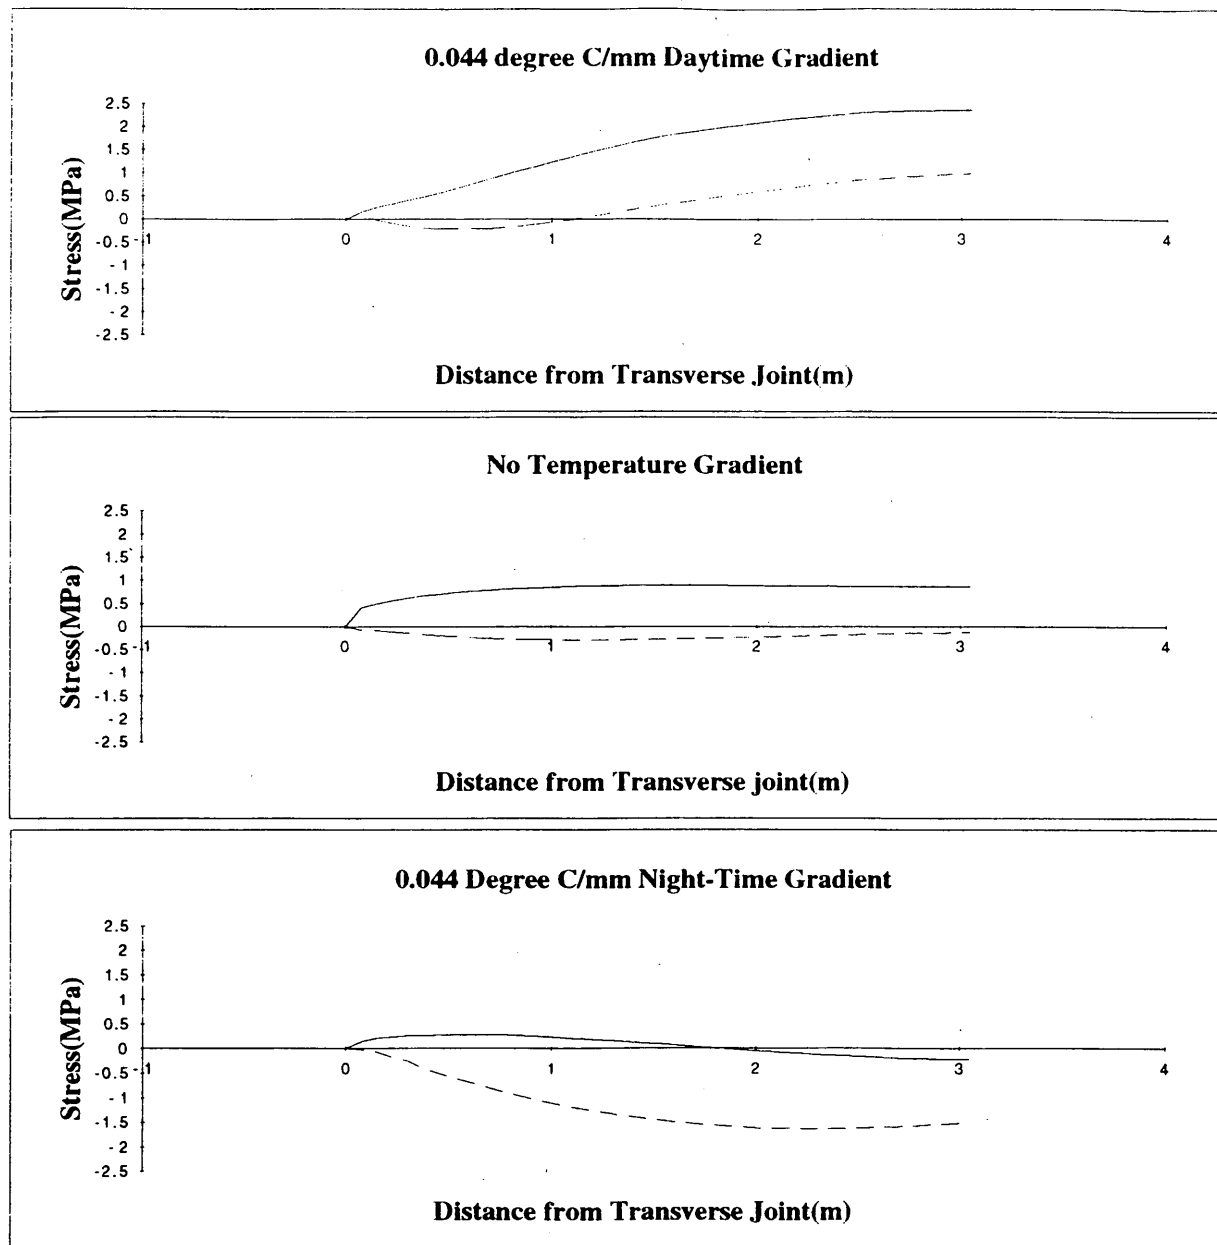 0.044 degree C/mm Daytime Gradient
2.5
2
1.5
1
0.5
0
-0.5
-1
-1.5
-2
-2.5
Stress(MPa)
-1 0 1 2 3 4
Distance from Transverse Joint(m)
No Temperature Gradient
2.5
2
1.5
1
0.5
0
-0.5
-1
-1.5
-2
-2.5
Stress(MPa)
-1 0 1 2 3 4
Distance from Transverse joint(m)
0.044 Degree C/mm Night-Time Gradient
2.5
2
1.5
1
0.5
0
-0.5
-1
-1.5
-2
-2.5
Stress(MPa)
-1 0 1 2 3 4
Distance from Transverse Joint(m)